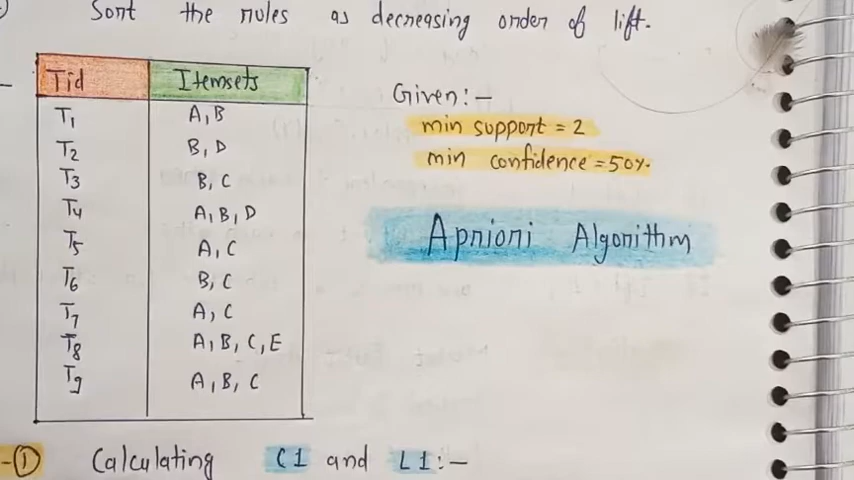 Sort the rules as decreasing order of lift.
Tid Itemsets
T1 A, B
T2 B, D
T3 B, C
T4 A, B, D
T5 A, C
T6 B, C
T7 A, C
T8 A, B, C, E
T9 A, B, C
Given:-
min support = 2
min confidence = 50%.
Apriori Algorithm
-① Calculating C1 and L1:-